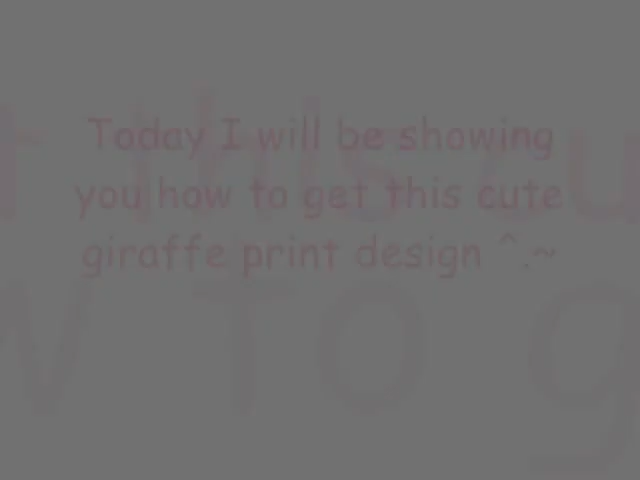 Today I will be showing
you how to get this cute
giraffe print design ^.~